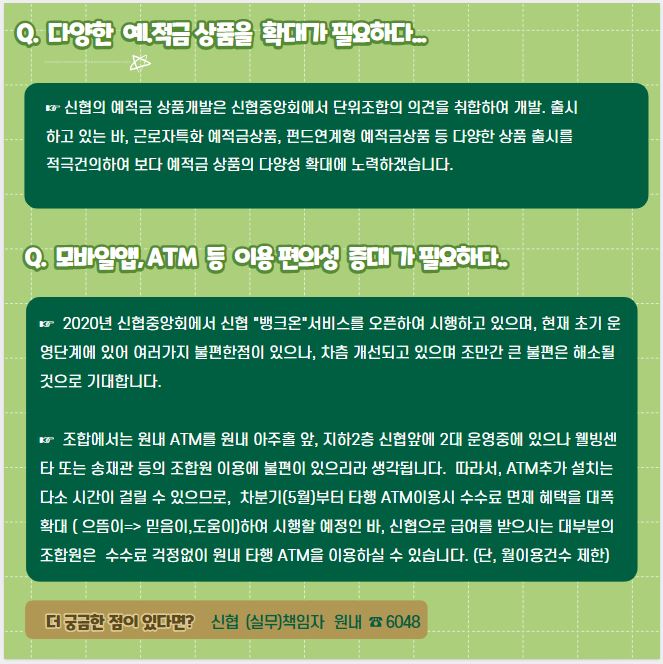 Q. 다양한 예.적금 상품을 확대가 필요하다...
☞ 신협의 예적금 상품개발은 신협중앙회에서 단위조합의 의견을 취합하여 개발. 출시
하고 있는 바, 근로자특화 예적금상품, 펀드연계형 예적금상품 등 다양한 상품 출시를
적극건의하여 보다 예적금 상품의 다양성 확대에 노력하겠습니다.
Q. 모바일앱, ATM 등 이용 편의성 증대 가 필요하다..
☞ 2020년 신협중앙회에서 신협 "뱅크온"서비스를 오픈하여 시행하고 있으며, 현재 초기 운
영단계에 있어 여러가지 불편한점이 있으나, 차츰 개선되고 있으며 조만간 큰 불편은 해소될
것으로 기대합니다.
☞ 조합에서는 원내 ATM를 원내 아주홀 앞, 지하2층 신협앞에 2대 운영중에 있으나 웰빙센
타 또는 송재관 등의 조합원 이용에 불편이 있으리라 생각됩니다. 따라서, ATM추가 설치는
다소 시간이 걸릴 수 있으므로, 차분기(5월)부터 타행 ATM이용시 수수료 면제 혜택을 대폭
확대 ( 으뜸이=> 믿음이,도움이)하여 시행할 예정인 바, 신협으로 급여를 받으시는 대부분의
조합원은 수수료 걱정없이 원내 타행 ATM을 이용하실 수 있습니다. (단, 월이용건수 제한)
더 궁금한 점이 있다면? 신협 (실무)책임자 원내 ☎ 6048